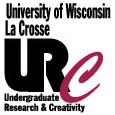 University of Wisconsin
La Crosse
URC
Undergraduate
Research & Creativity